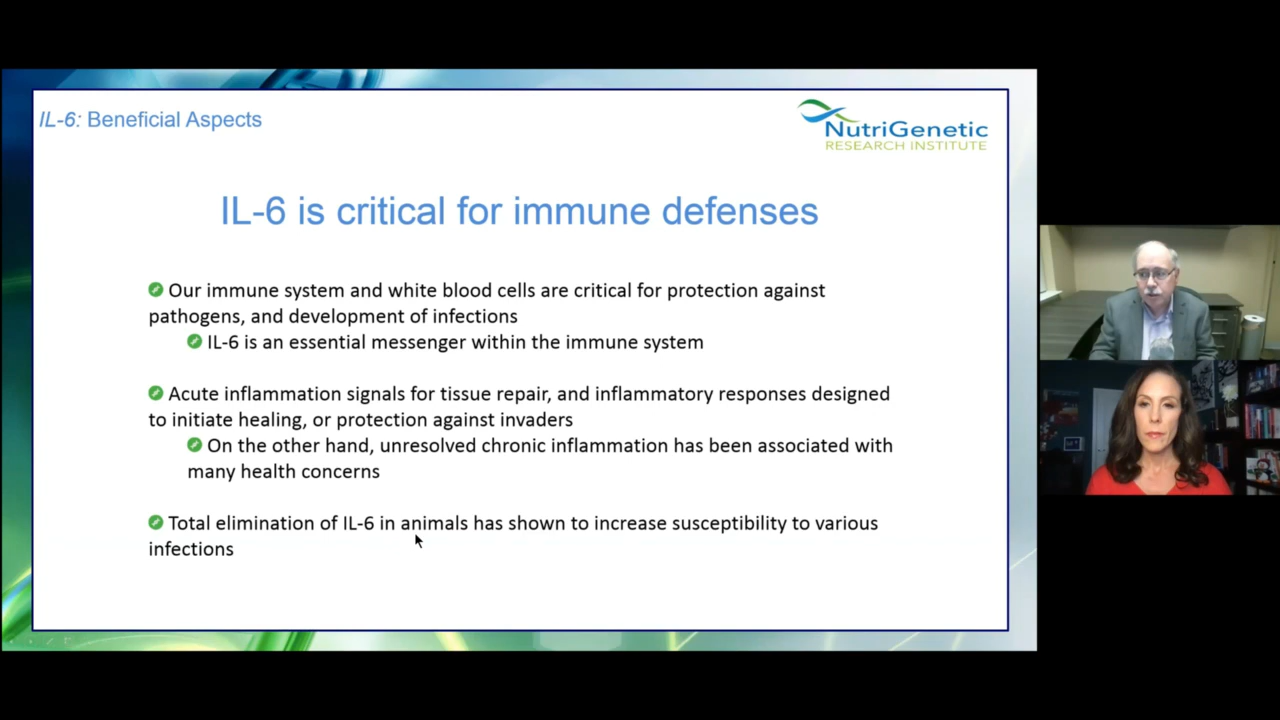 IL-6: Beneficial Aspects
NutriGenetic
RESEARCH INSTITUTE
IL-6 is critical for immune defenses
Our immune system and white blood cells are critical for protection against
pathogens, and development of infections
IL-6 is an essential messenger within the immune system
Acute inflammation signals for tissue repair, and inflammatory responses designed
to initiate healing, or protection against invaders
On the other hand, unresolved chronic inflammation has been associated with
many health concerns
Total elimination of IL-6 in animals has shown to increase susceptibility to various
infections